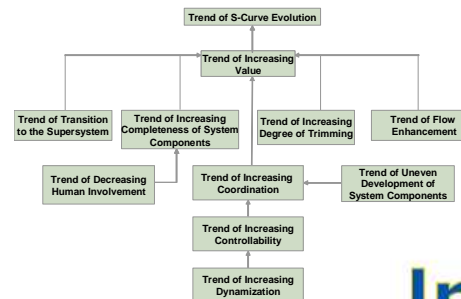 Trend of S-Curve Evolution
Trend of Increasing
Value
Trend of Transition
to the Supersystem
Trend of Increasing
Completeness of System
Components
Trend of Increasing
Degree of Trimming
Trend of Flow
Enhancement
Trend of Decreasing
Human Involvement
Trend of Increasing
Coordination
Trend of Uneven
Development of
System Components
Trend of Increasing
Controllability
Trend of Increasing
Dynamization